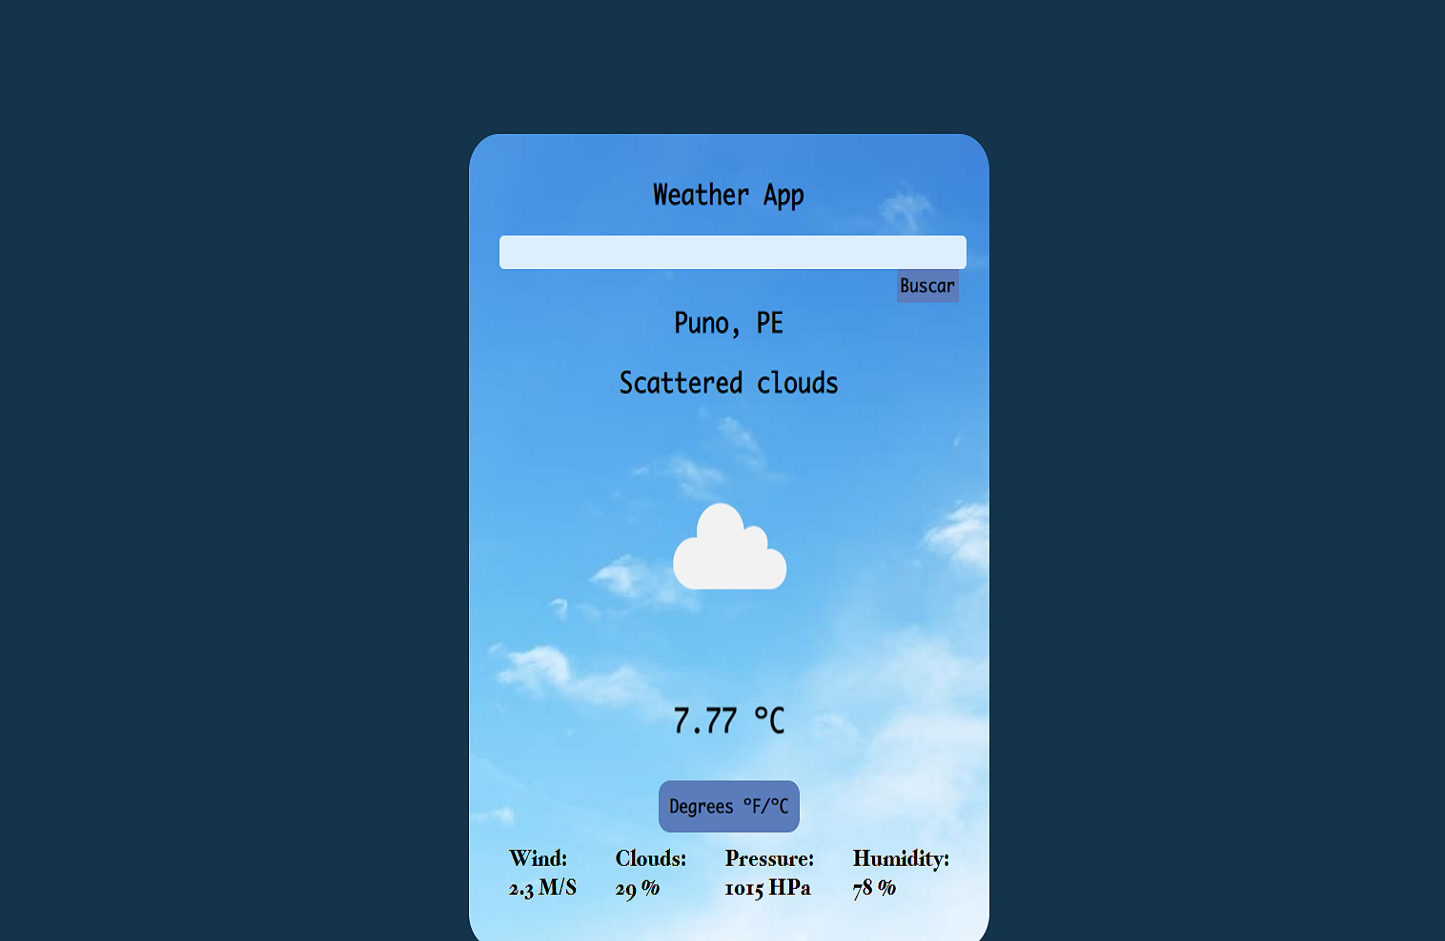 Weather App
Buscar
Puno, PE
Scattered clouds
7.77 °C
Degrees °F/°C
Wind: Clouds: Pressure: Humidity:
2.3 M/S 29 % 1015 HPa 78 %